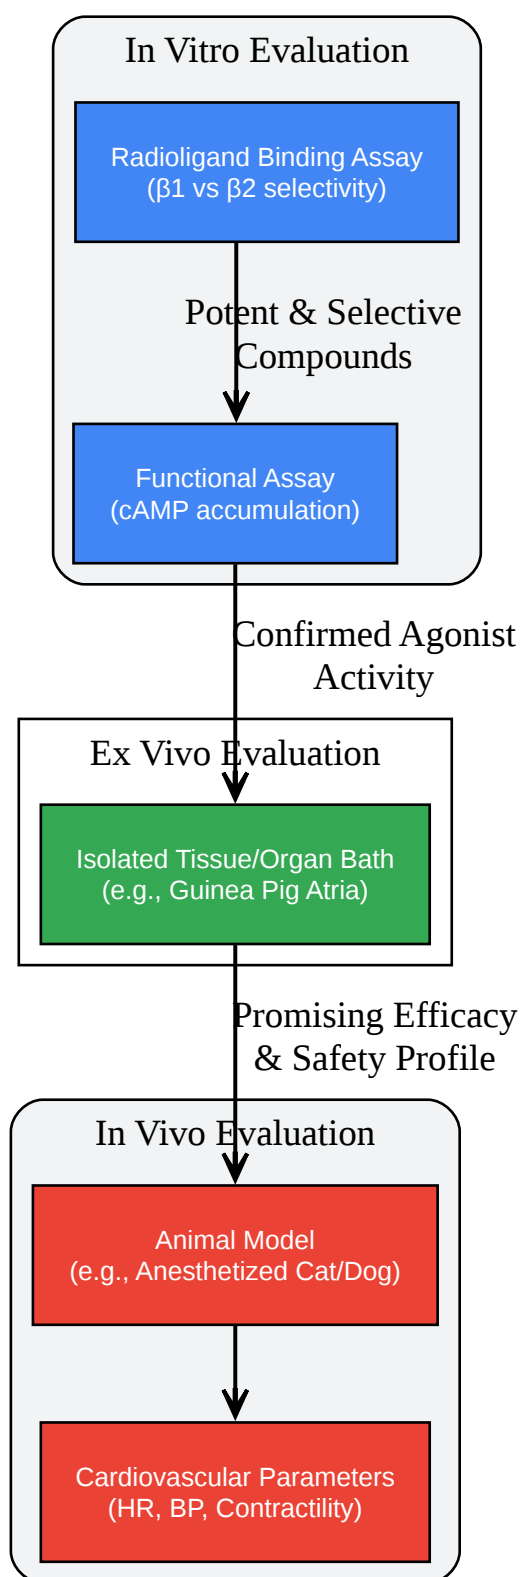 In Vitro Evaluation
Radioligand Binding Assay
(β1 vs β2 selectivity)
Potent & Selective
Compounds
Functional Assay
(cAMP accumulation)
Confirmed Agonist
Activity
Ex Vivo Evaluation
Isolated Tissue/Organ Bath
(e.g., Guinea Pig Atria)
Promising Efficacy
& Safety Profile
In Vivo Evaluation
Animal Model
(e.g., Anesthetized Cat/Dog)
Cardiovascular Parameters
(HR, BP, Contractility)